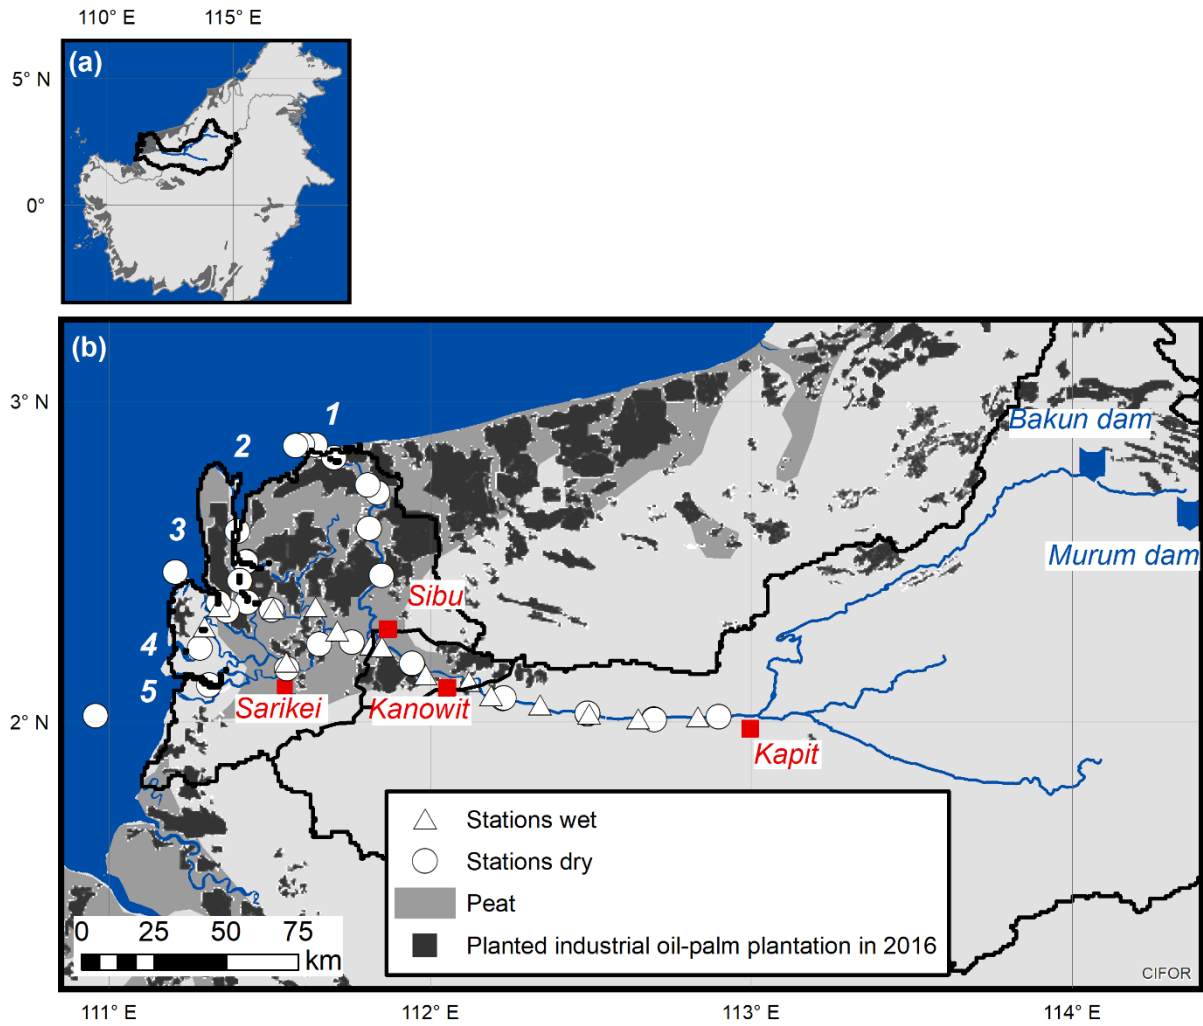 110° E 115° E
(a)
5° N
0°
(b)
3° N
1
2
Bakun dam
3
Murum dam
Sibu
4
5
Sarikei
Kanowit
2° N
Kapit
Stations wet
Stations dry
Peat
Planted industrial oil-palm plantation in 2016
0 25 50 75
km
CIFOR
111° E 112° E 113° E 114° E